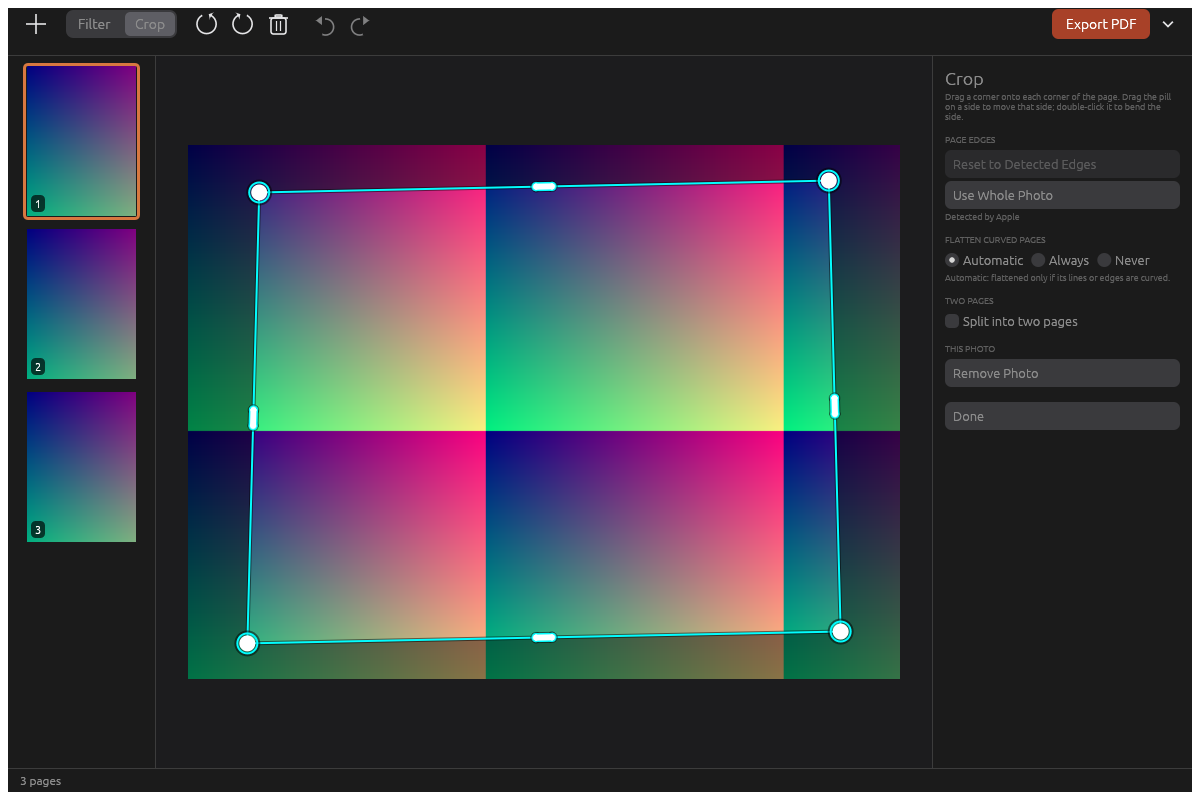 Filter
Crop
Export PDF
1
2
3
Crop
Drag a corner onto each corner of the page. Drag the pill
on a side to move that side; double-click it to bend the
side.
PAGE EDGES
Reset to Detected Edges
Use Whole Photo
Detected by Apple
FLATTEN CURVED PAGES
Automatic Always Never
Automatic: flattened only if its lines or edges are curved.
TWO PAGES
Split into two pages
THIS PHOTO
Remove Photo
Done
3 pages